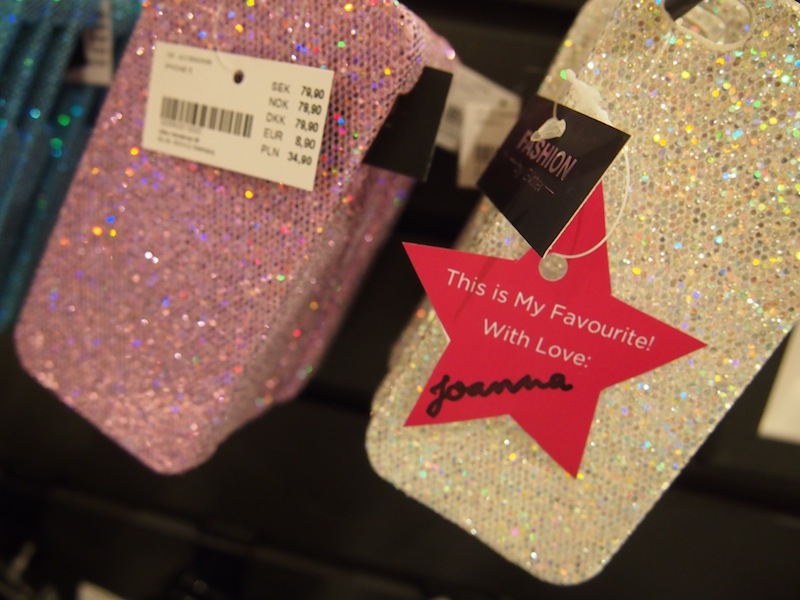 SEK 79,90
NOK 79,90
DKK 79,90
EUR 8,90
PLN 34,90
FASHION
This is My Favourite!
With Love:
Joanna